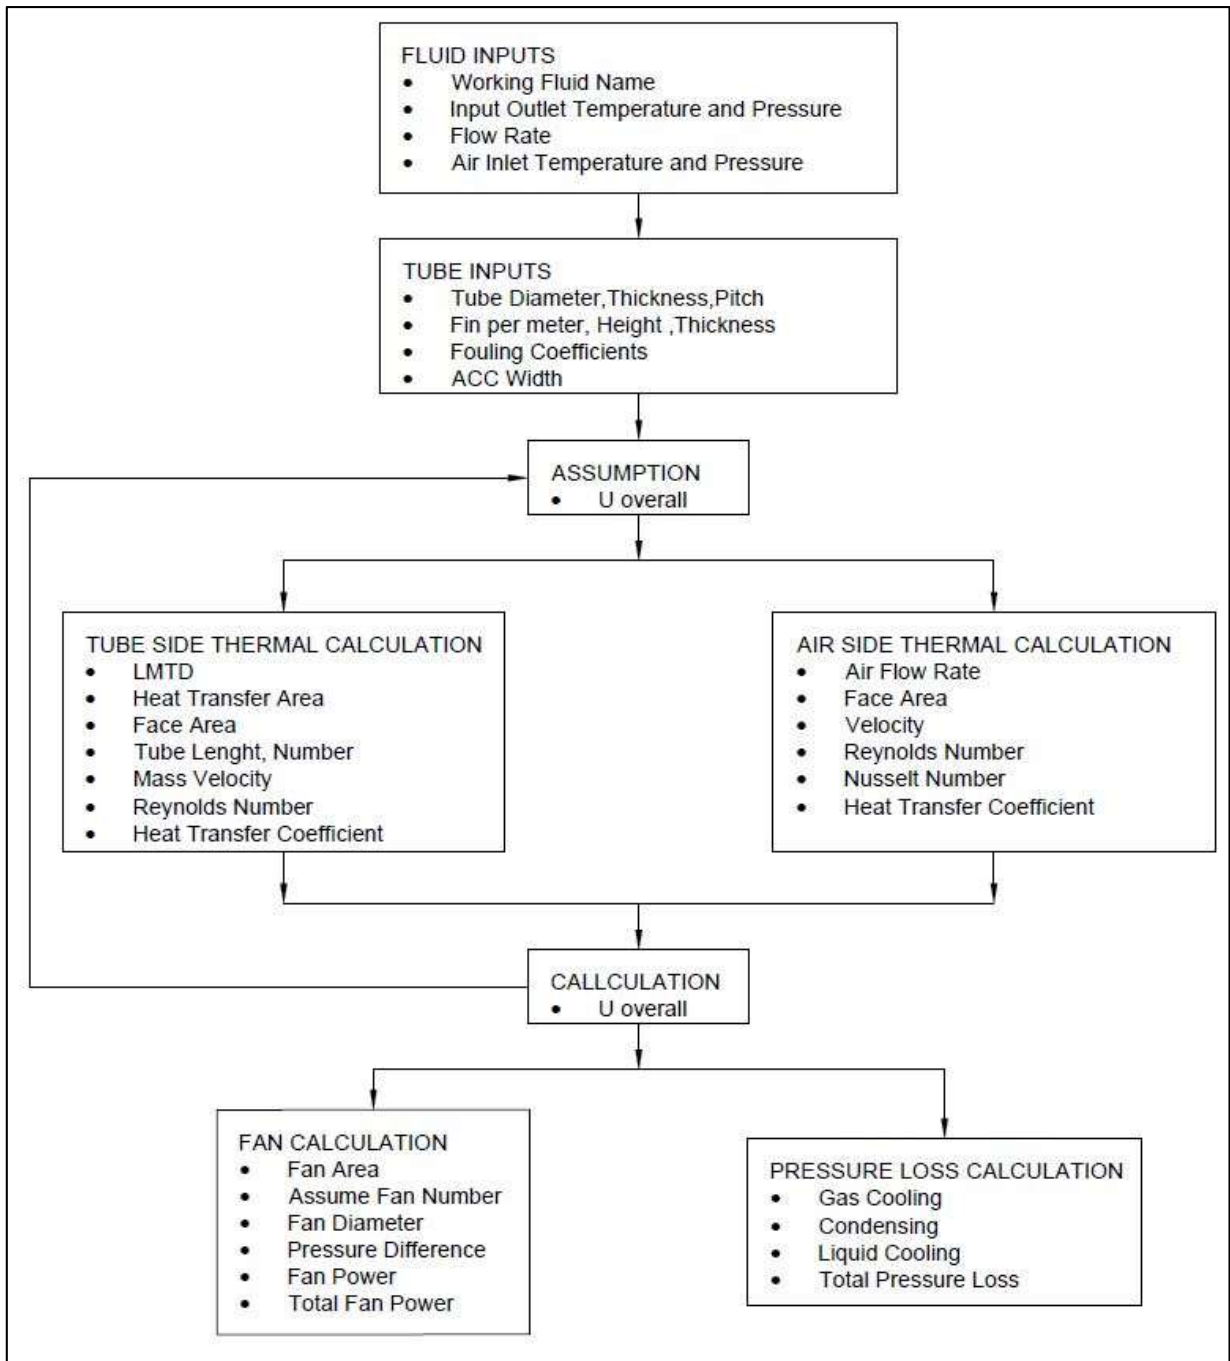 FLUID INPUTS
• Working Fluid Name
• Input Outlet Temperature and Pressure
• Flow Rate
• Air Inlet Temperature and Pressure
TUBE INPUTS
• Tube Diameter,Thickness,Pitch
• Fin per meter, Height ,Thickness
• Fouling Coefficients
• ACC Width
ASSUMPTION
• U overall
TUBE SIDE THERMAL CALCULATION
• LMTD
• Heat Transfer Area
• Face Area
• Tube Lenght, Number
• Mass Velocity
• Reynolds Number
• Heat Transfer Coefficient
AIR SIDE THERMAL CALCULATION
• Air Flow Rate
• Face Area
• Velocity
• Reynolds Number
• Nusselt Number
• Heat Transfer Coefficient
CALLCULATION
• U overall
FAN CALCULATION
• Fan Area
• Assume Fan Number
• Fan Diameter
• Pressure Difference
• Fan Power
• Total Fan Power
PRESSURE LOSS CALCULATION
• Gas Cooling
• Condensing
• Liquid Cooling
• Total Pressure Loss